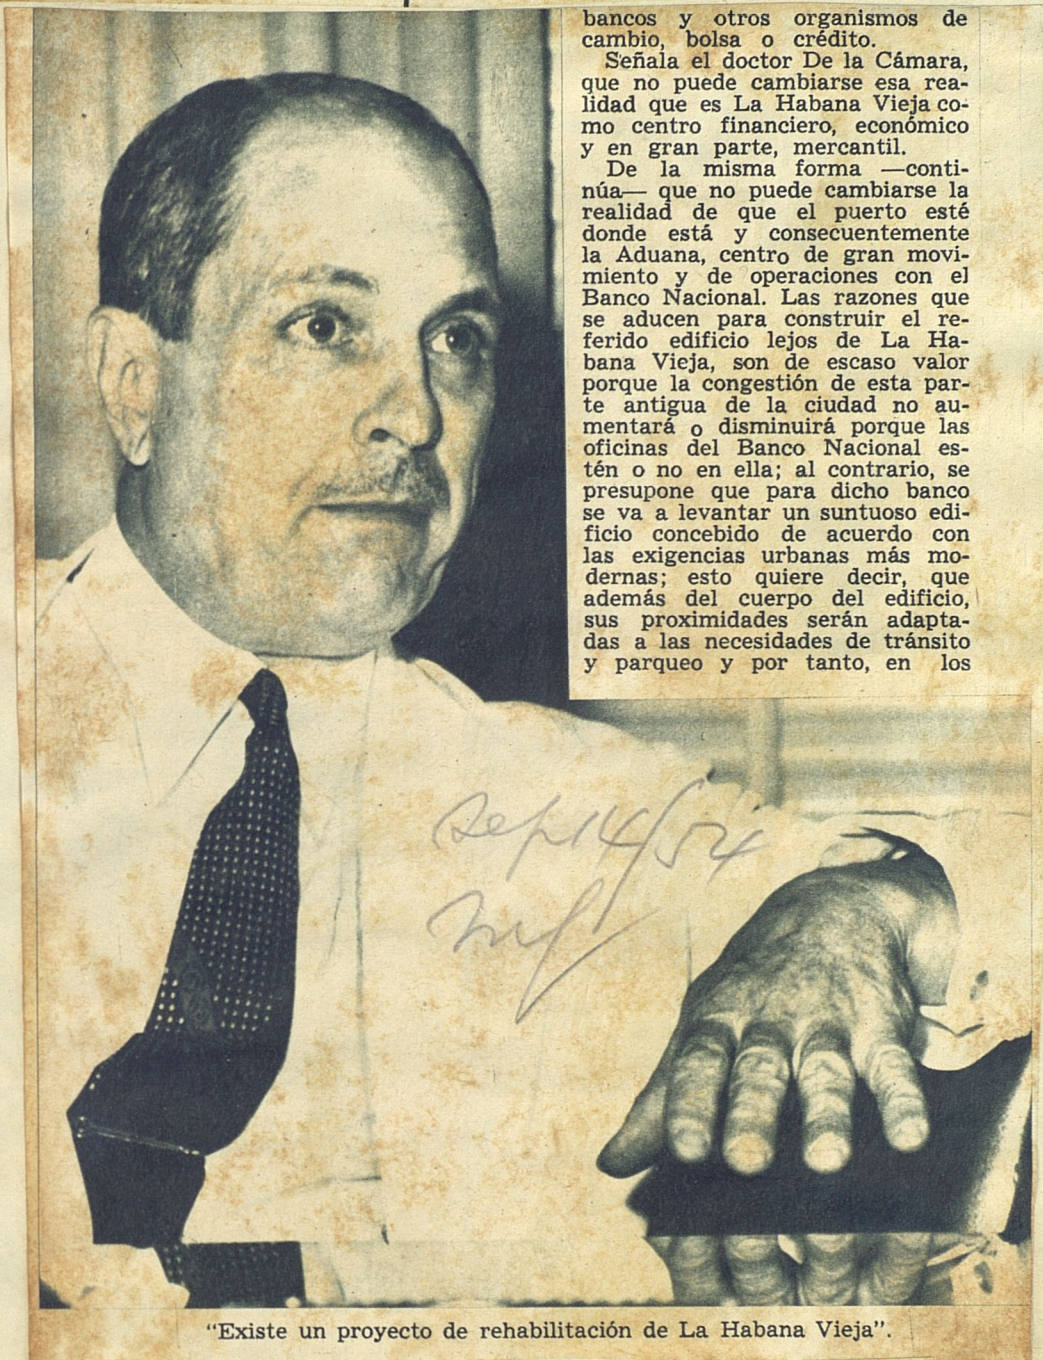 bancos y otros organismos de
cambio, bolsa o crédito.
Señala el doctor De la Cámara,
que no puede cambiarse esa rea-
lidad que es La Habana Vieja co-
mo centro financiero, económico
y en gran parte, mercantil.
De la misma forma —conti-
núa— que no puede cambiarse la
realidad de que el puerto esté
donde está y consecuentemente
la Aduana, centro de gran movi-
miento y de operaciones con el
Banco Nacional. Las razones que
se aducen para construir el re-
ferido edificio lejos de La Ha-
bana Vieja, son de escaso valor
porque la congestión de esta par-
te antigua de la ciudad no au-
mentará o disminuirá porque las
oficinas del Banco Nacional es-
tén o no en ella; al contrario, se
presupone que para dicho banco
se va a levantar un suntuoso edi-
ficio concebido de acuerdo con
las exigencias urbanas más mo-
dernas; esto quiere decir, que
además del cuerpo del edificio,
sus proximidades serán adapta-
das a las necesidades de tránsito
y parqueo y por tanto, en los
sep 14/54
"Existe un proyecto de rehabilitación de La Habana Vieja".